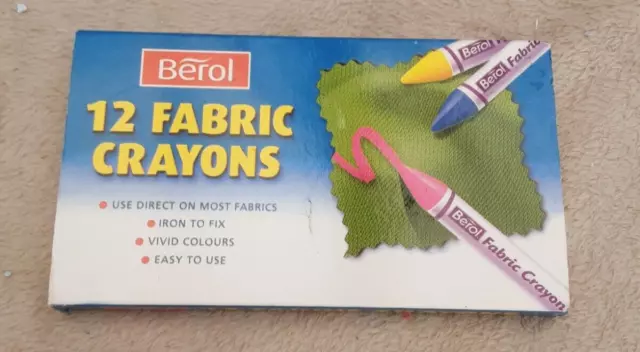 Berol
12 FABRIC
CRAYONS
USE DIRECT ON MOST FABRICS
IRON TO FIX
VIVID COLOURS
EASY TO USE
Berol
Berol Fabric
Berol Fabric Crayon